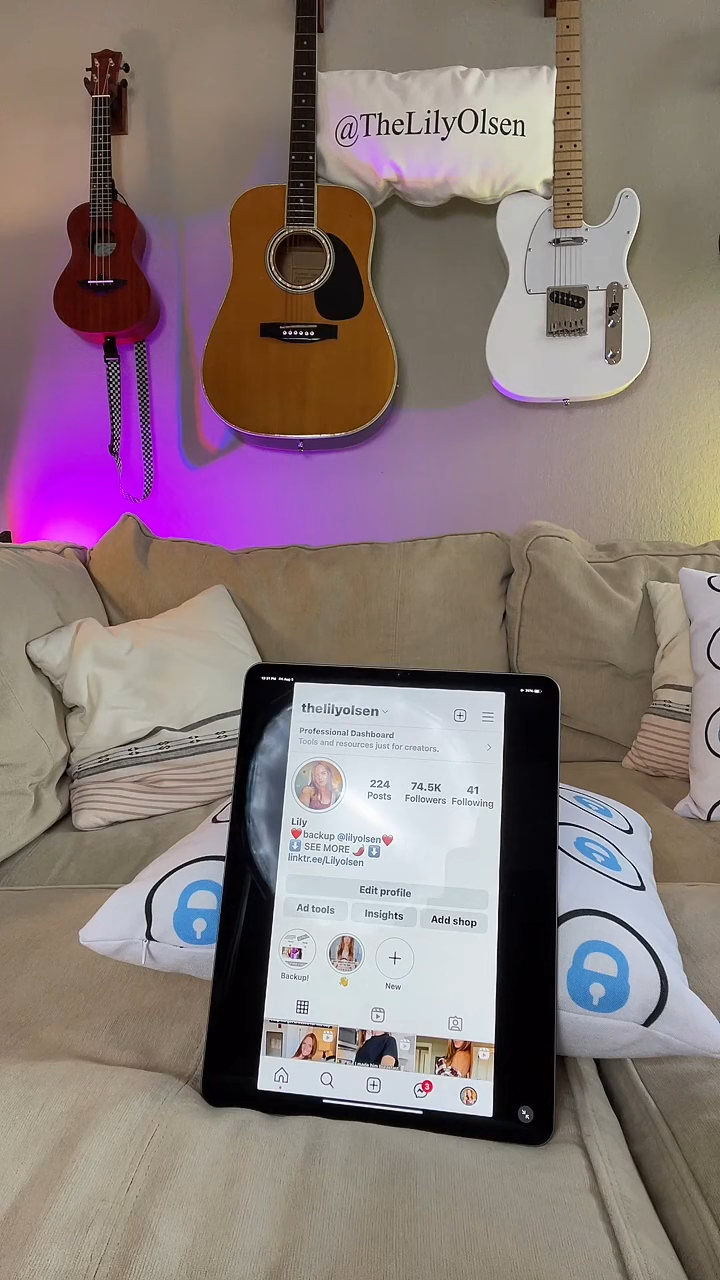 @TheLilyOlsen
thelilyolsen
Professional Dashboard
Tools and resources just for creators.
224
Posts
74.5K
Followers
41
Following
Lily
❤️backup @lilyolsen❤️
⬇️ SEE MORE 🌶️ ⬇️
linktr.ee/Lilyolsen
Edit profile
Ad tools
Insights
Add shop
Backup!
👋
New
3